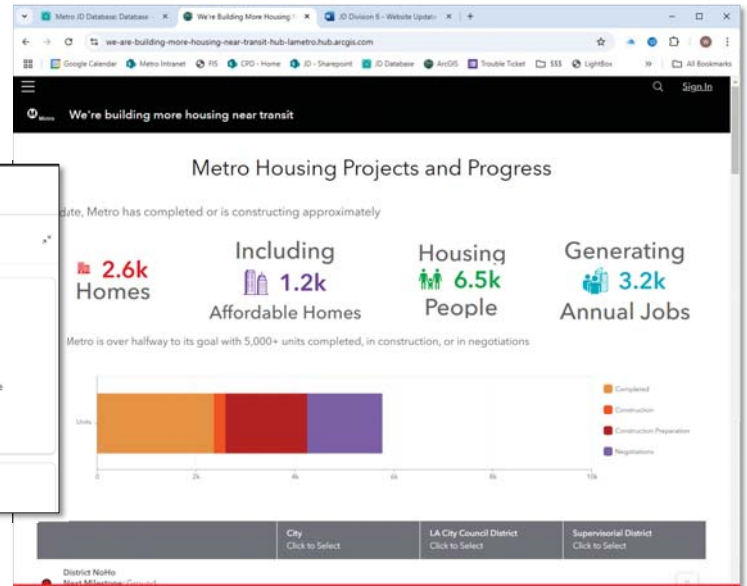 Metro JD Database: Database -
We're Building More Housing
JD Division 6 - Website Update
we-are-building-more-housing-near-transit-hub-lametro.hub.arcgis.com
Google Calendar
Metro Intranet
FIS
CPD - Home
JD - Sharepoint
JD Database
ArcGIS
Trouble Ticket
SSS
LightBox
All Bookmarks
Sign In
Metro
We're building more housing near transit
Metro Housing Projects and Progress
date, Metro has completed or is constructing approximately
2.6k
Homes
Including
1.2k
Affordable Homes
Housing
6.5k
People
Generating
3.2k
Annual Jobs
Metro is over halfway to its goal with 5,000+ units completed, in construction, or in negotiations
Units
0 2k 4k 6k 8k 10k
Completed
Construction
Construction Preparation
Negotiations
City
Click to Select
LA City Council District
Click to Select
Supervisorial District
Click to Select
District NoHo
Next Milestone: Ground